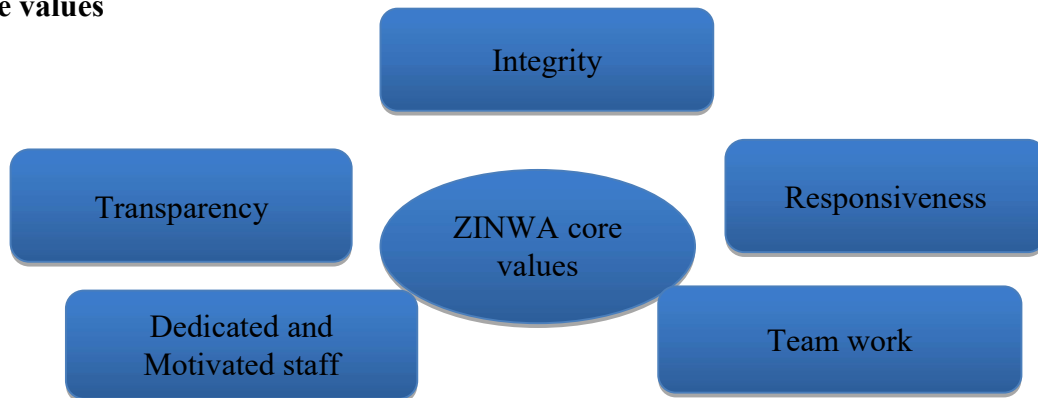 e values
Integrity
Transparency
Responsiveness
ZINWA core
values
Dedicated and
Motivated staff
Team work